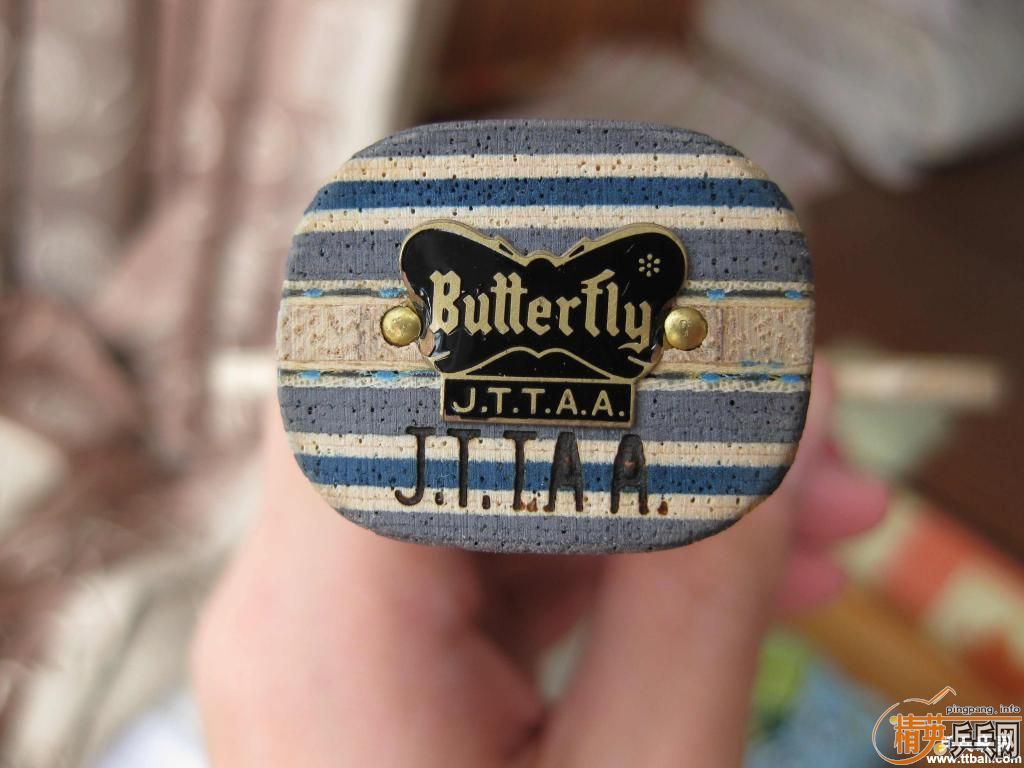 Butterfly
J.T.T.A.A.
J.T.T.A A.
pingpang.info
精英乒乓网
www.ttball.com